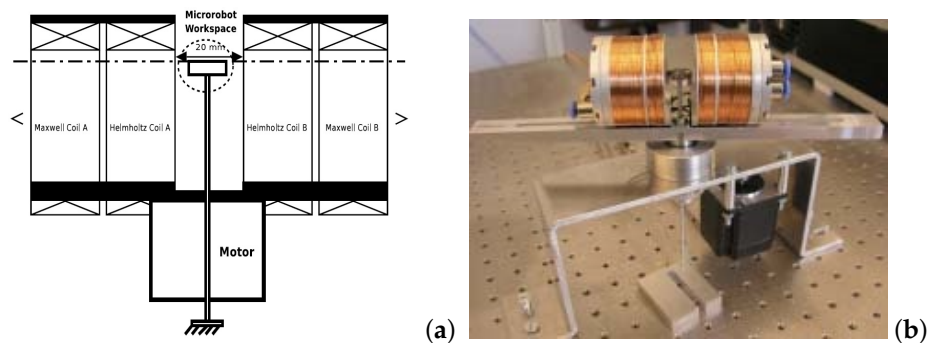 Microrobot
Workspace
20 mm
Maxwell Coil A
Helmholtz Coil A
Helmholtz Coil B
Maxwell Coil B
Motor
(a)
(b)